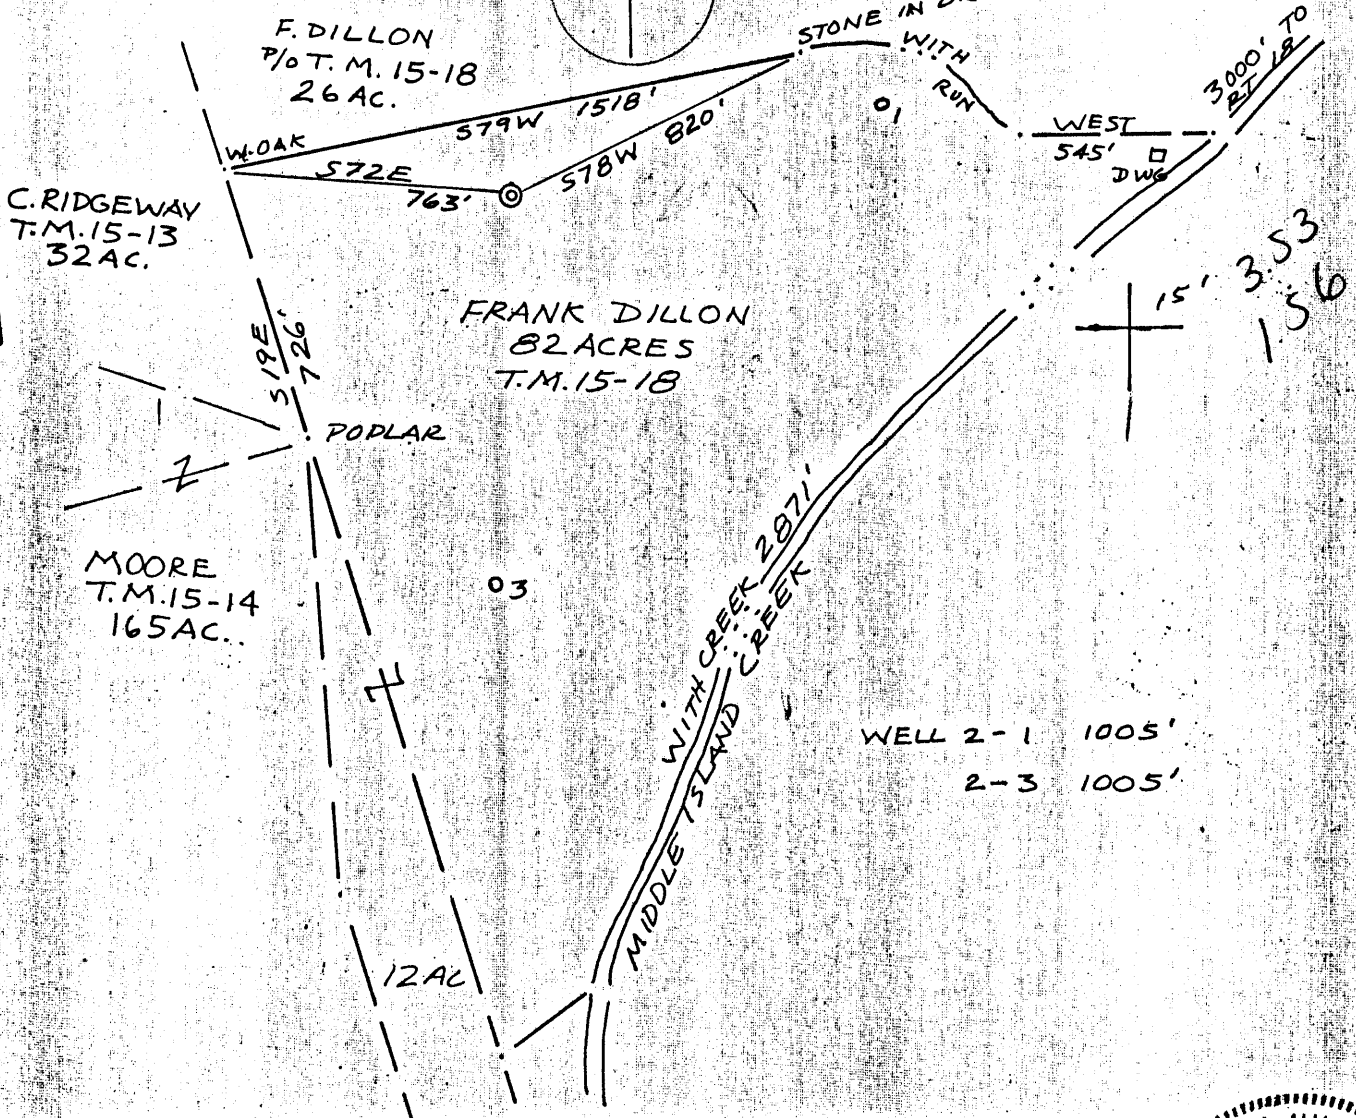 F. DILLON
P/o T. M. 15-18
26 AC.
STONE IN
WITH
RUN
3000' TO
RT 18
o1
W. OAK
S79W 1518'
S72E
763'
S78W 820'
WEST
545'
DWG
C. RIDGEWAY
T.M. 15-13
32 AC.
15'
3.53
1.56
FRANK DILLON
82 ACRES
T.M. 15-18
S19E
726'
PODLAR
MOORE
T.M. 15-14
165 AC.
o3
WITH CREEK 2871'
MIDDLE ISLAND CREEK
WELL 2-1 1005'
2-3 1005'
12 AC